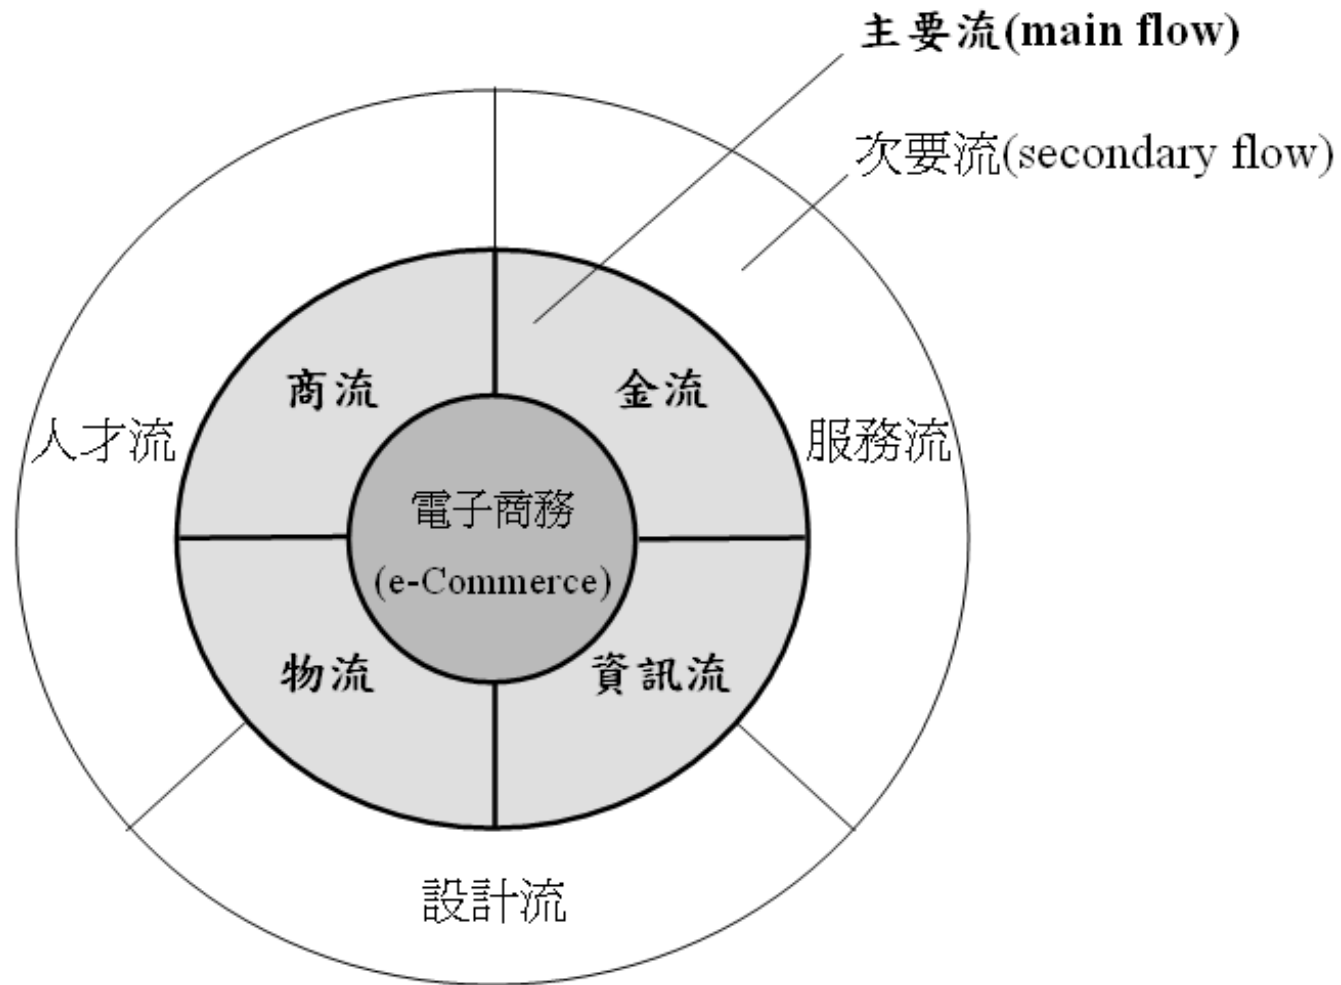 主要流(main flow)
次要流(secondary flow)
商流
金流
人才流
服務流
電子商務
(e-Commerce)
物流
資訊流
設計流